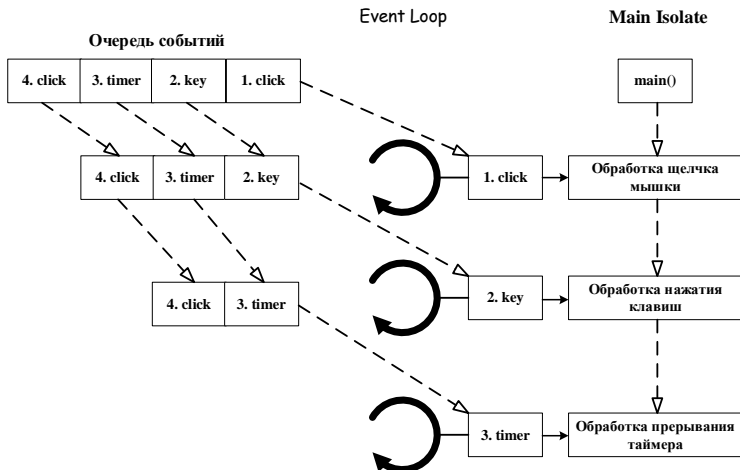 Event Loop
Main Isolate
Очередь событий
4. click
3. timer
2. key
1. click
main()
4. click
3. timer
2. key
1. click
Обработка щелчка
мышки
4. click
3. timer
2. key
Обработка нажатия
клавиш
3. timer
Обработка прерывания
таймера